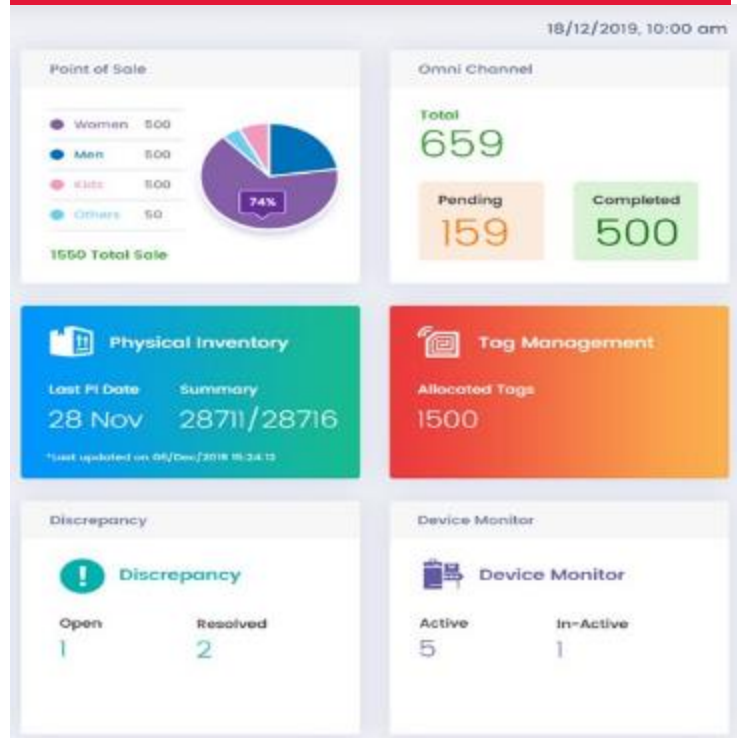 18/12/2019, 10:00 am
Point of Sale
Women 500
Men 500
Kids 500
Others 50
74%
1550 Total Sale
Omni Channel
Total
659
Pending
159
Completed
500
Physical Inventory
Last PI Date Summary
28 Nov 28711/28716
*Last updated on
Tag Management
Allocated Tags
1500
Discrepancy
Discrepancy
Open Resolved
1 2
Device Monitor
Device Monitor
Active In-Active
5 1